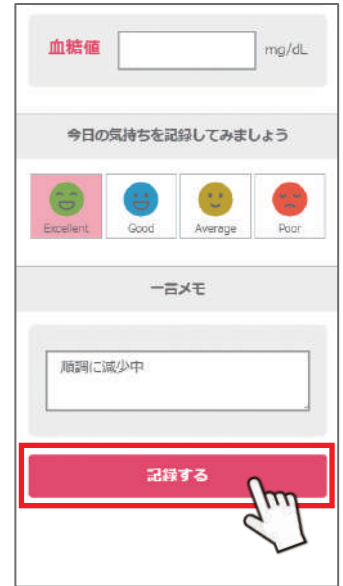 血糖値 mg/dL
今日の気持ちを記録してみましょう
Excellent Good Average Poor
一言メモ
順調に減少中
記録する